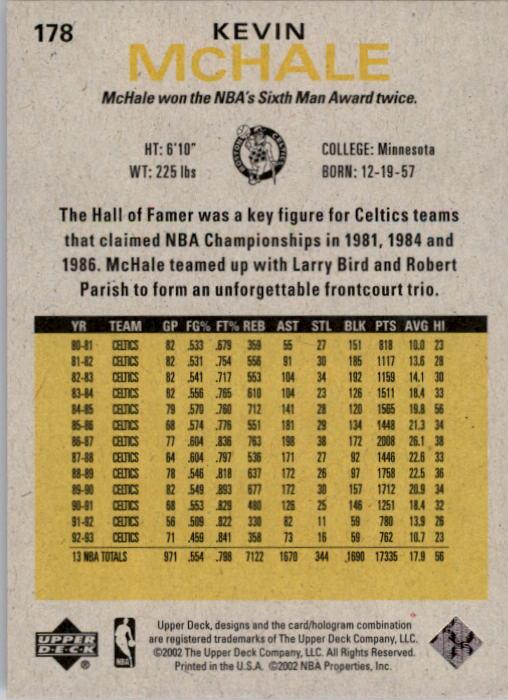 178
KEVIN
McHALE
McHale won the NBA's Sixth Man Award twice.
HT: 6'10"
WT: 225 lbs
BOSTON CELTICS
COLLEGE: Minnesota
BORN: 12-19-57
The Hall of Famer was a key figure for Celtics teams
that claimed NBA Championships in 1981, 1984 and
1986. McHale teamed up with Larry Bird and Robert
Parish to form an unforgettable frontcourt trio.
YR TEAM GP FG% FT% REB AST STL BLK PTS AVG HI
80-81 CELTICS 82 .533 .679 359 55 27 151 818 10.0 23
81-82 CELTICS 82 .531 .754 556 91 30 185 1117 13.6 28
82-83 CELTICS 82 .541 .717 553 104 34 192 1159 14.1 30
83-84 CELTICS 82 .556 .765 610 104 23 126 1511 18.4 33
84-85 CELTICS 79 .570 .760 712 141 28 120 1565 19.8 56
85-86 CELTICS 68 .574 .776 551 181 29 134 1448 21.3 34
86-87 CELTICS 77 .604 .836 763 198 38 172 2008 26.1 38
87-88 CELTICS 64 .604 .797 536 171 27 92 1446 22.6 33
88-89 CELTICS 78 .546 .818 637 172 26 97 1758 22.5 36
89-90 CELTICS 82 .549 .893 677 172 30 157 1712 20.9 34
90-91 CELTICS 68 .553 .829 480 126 25 146 1251 18.4 32
91-92 CELTICS 56 .509 .822 330 82 11 59 780 13.9 26
92-93 CELTICS 71 .459 .841 358 73 16 59 762 10.7 23
13 NBA TOTALS 971 .554 .798 7122 1670 344 1690 17335 17.9 56
UPPER DECK ®
NBA
Upper Deck, designs and the card/hologram combination
are registered trademarks of The Upper Deck Company, LLC.
©2002 The Upper Deck Company, LLC. All Rights Reserved.
Printed in the U.S.A. ©2002 NBA Properties, Inc.